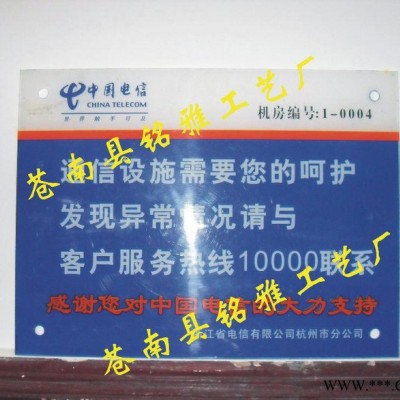 中国电信
CHINA TELECOM
世界触手可及
机房编号:1-0004
通信设施需要您的呵护
发现异常情况请与
客户服务热线10000联系
感谢您对中国电信的大力支持
江省电信有限公司杭州市分公司
苍南县铭雅工艺厂
苍南县铭雅工艺厂
www.***.c